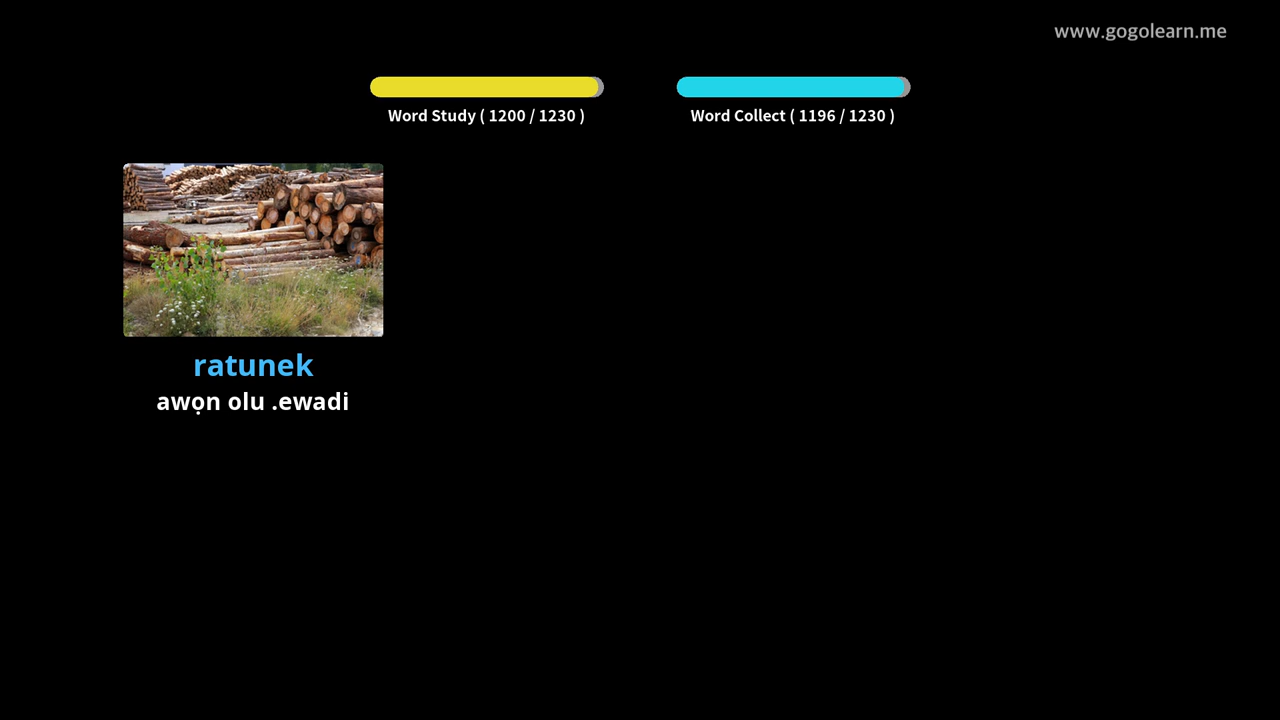 www.gogolearn.me
Word Study ( 1200 / 1230 )
Word Collect ( 1196 / 1230 )
ratunek
awọn olu .ewadi